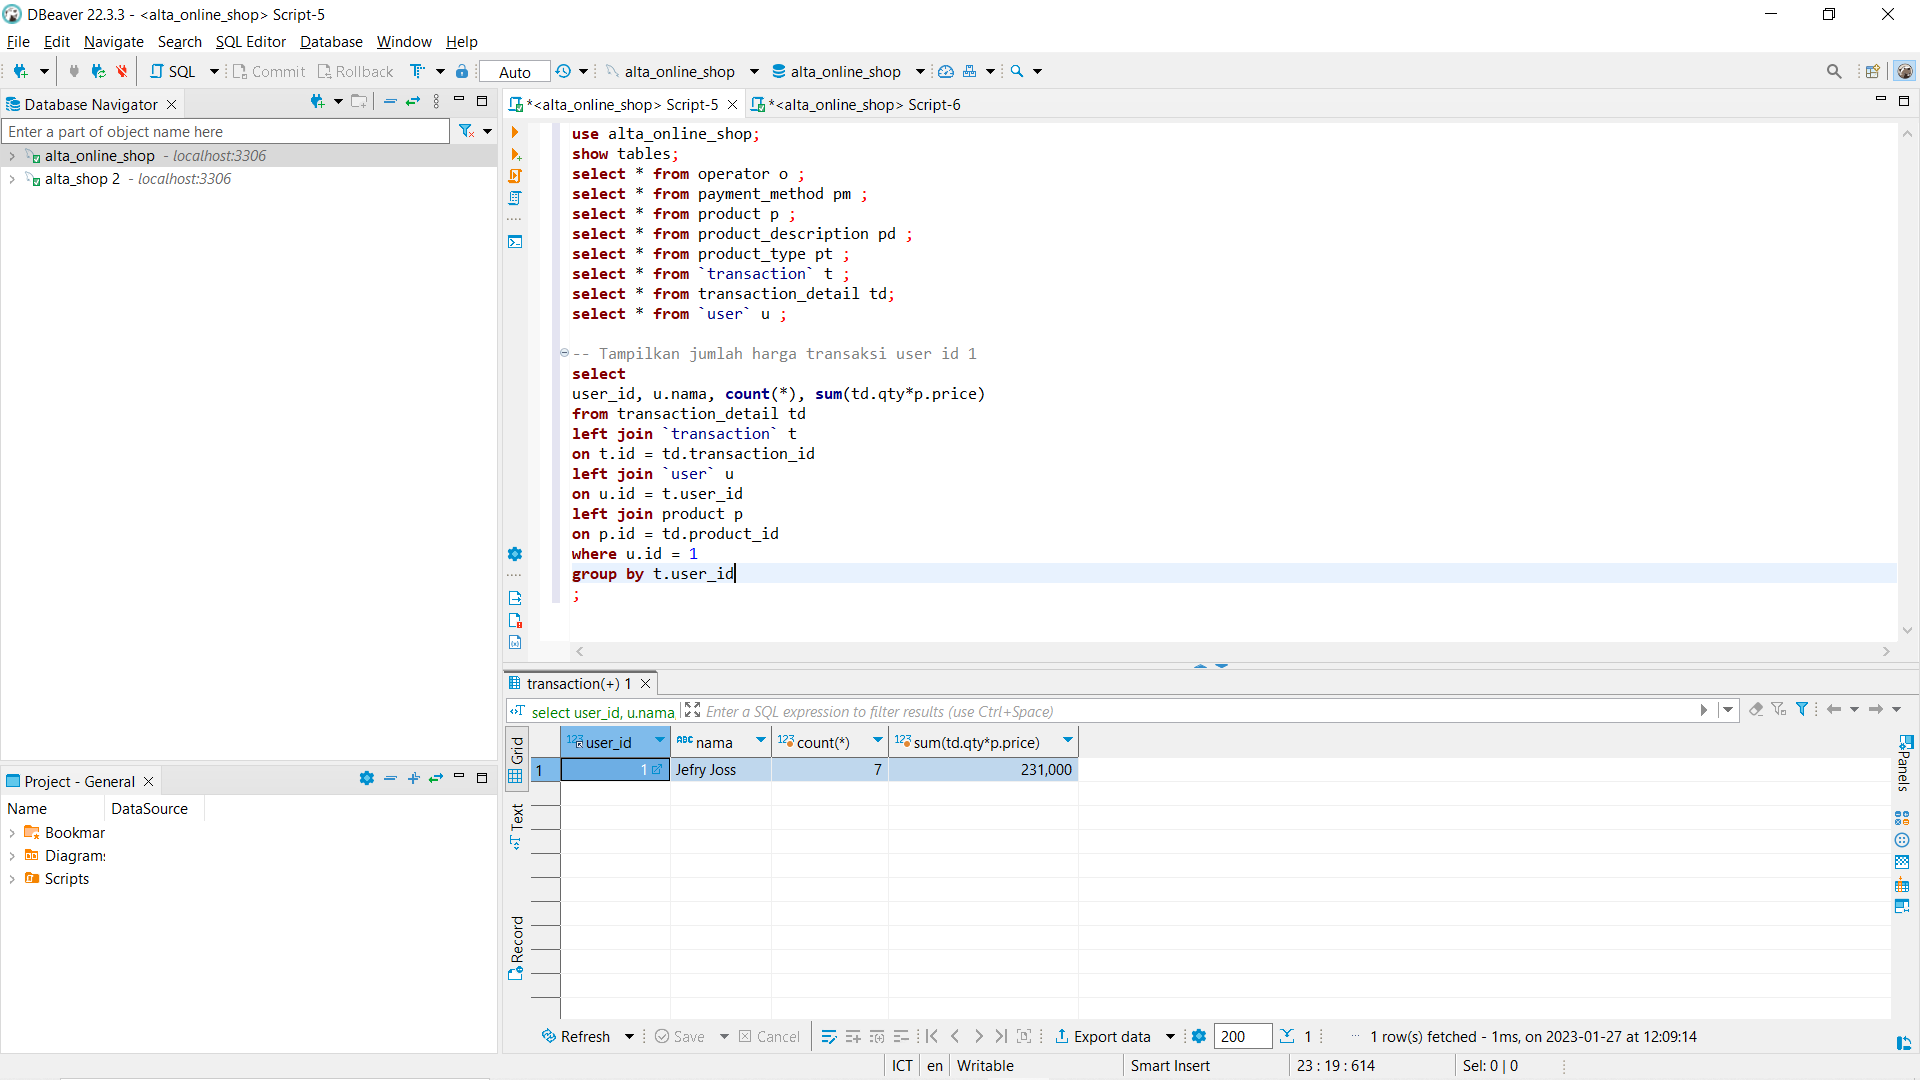 DBeaver 22.3.3 - <alta_online_shop> Script-5
File Edit Navigate Search SQL Editor Database Window Help
SQL Commit Rollback Auto alta_online_shop alta_online_shop
Database Navigator
Enter a part of object name here
alta_online_shop - localhost:3306
alta_shop 2 - localhost:3306
*<alta_online_shop> Script-5 *<alta_online_shop> Script-6
use alta_online_shop;
show tables;
select * from operator o ;
select * from payment_method pm ;
select * from product p ;
select * from product_description pd ;
select * from product_type pt ;
select * from `transaction` t ;
select * from transaction_detail td;
select * from `user` u ;
-- Tampilkan jumlah harga transaksi user id 1
select
user_id, u.nama, count(*), sum(td.qty*p.price)
from transaction_detail td
left join `transaction` t
on t.id = td.transaction_id
left join `user` u
on u.id = t.user_id
left join product p
on p.id = td.product_id
where u.id = 1
group by t.user_id
;
transaction(+) 1
select user_id, u.nama Enter a SQL expression to filter results (use Ctrl+Space)
Grid
Text
Record
user_id nama count(*) sum(td.qty*p.price)
1 1 Jefry Joss 7 231,000
Panels
Refresh Save Cancel Export data 200 1 1 row(s) fetched - 1ms, on 2023-01-27 at 12:09:14
Project - General
Name DataSource
Bookmar
Diagrams
Scripts
ICT en Writable Smart Insert 23 : 19 : 614 Sel: 0 | 0